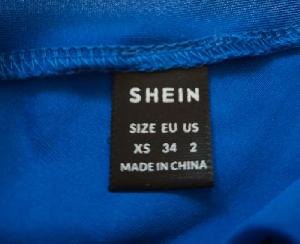 SHEIN
SIZE EU US
XS 34 2
MADE IN CHINA